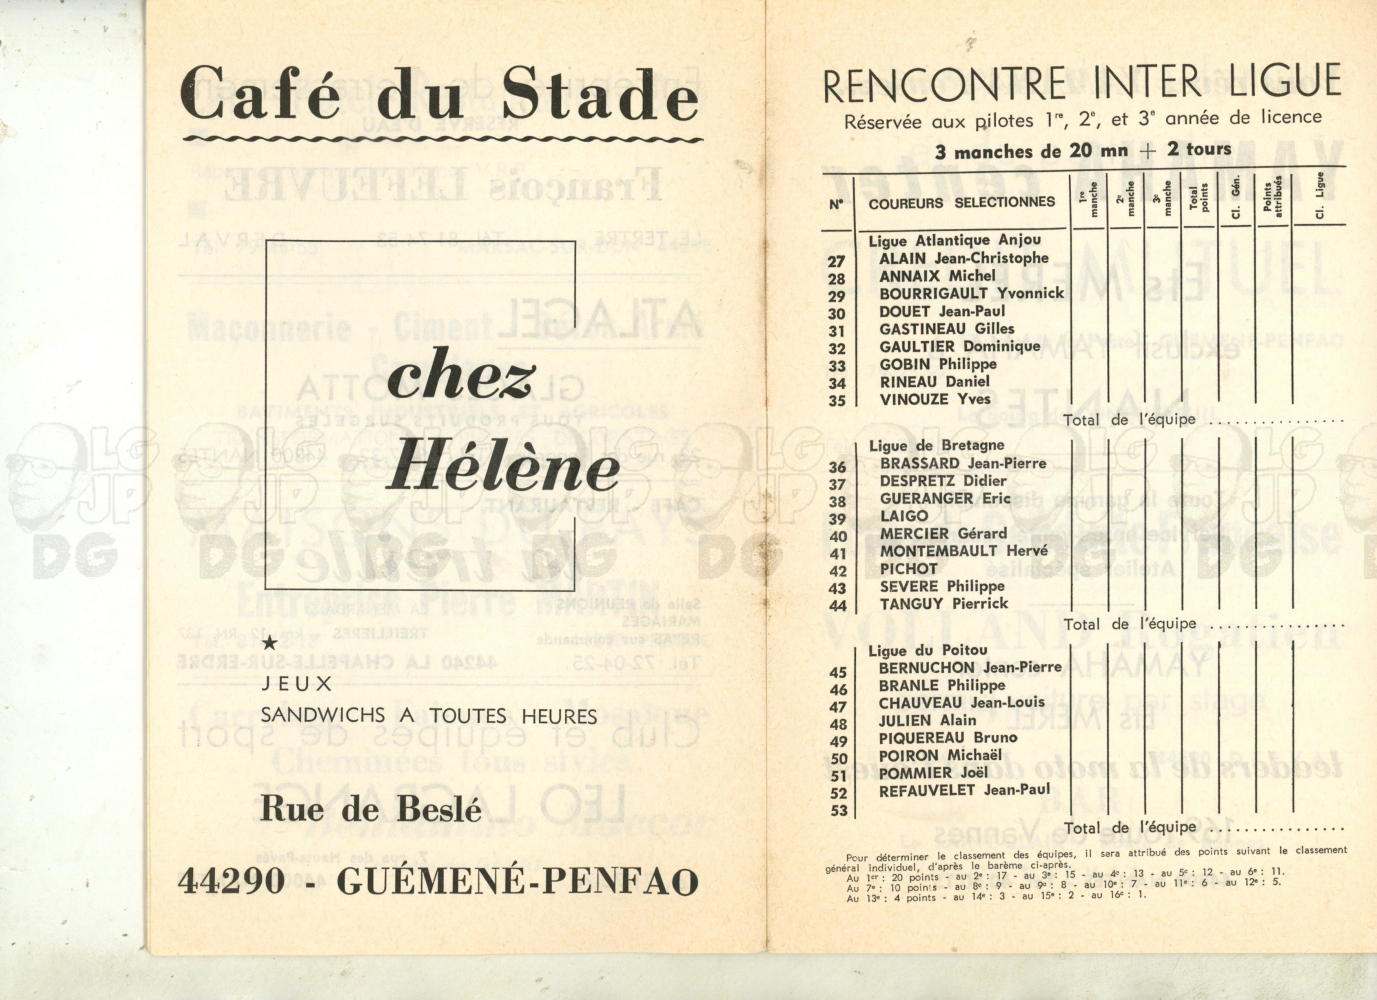 Café du Stade
chez
Hélène
★
JEUX
SANDWICHS A TOUTES HEURES
Rue de Beslé
44290 - GUÉMENÉ-PENFAO
RENCONTRE INTER LIGUE
Réservée aux pilotes 1re, 2e, et 3e année de licence
3 manches de 20 mn + 2 tours
N° COUREURS SELECTIONNES 1re manche 2e manche 3e manche Total points Cl. Gén. Points attribués Cl. Ligue
Ligue Atlantique Anjou
27 ALAIN Jean-Christophe
28 ANNAIX Michel
29 BOURRIGAULT Yvonnick
30 DOUET Jean-Paul
31 GASTINEAU Gilles
32 GAULTIER Dominique
33 GOBIN Philippe
34 RINEAU Daniel
35 VINOUZE Yves
Total de l'équipe ................
Ligue de Bretagne
36 BRASSARD Jean-Pierre
37 DESPRETZ Didier
38 GUERANGER Eric
39 LAIGO
40 MERCIER Gérard
41 MONTEMBAULT Hervé
42 PICHOT
43 SEVERE Philippe
44 TANGUY Pierrick
Total de l'équipe ................
Ligue du Poitou
45 BERNUCHON Jean-Pierre
46 BRANLE Philippe
47 CHAUVEAU Jean-Louis
48 JULIEN Alain
49 PIQUEREAU Bruno
50 POIRON Michaël
51 POMMIER Joël
52 REFAUVELET Jean-Paul
53
Total de l'équipe ................
Pour déterminer le classement des équipes, il sera attribué des points suivant le classement
général individuel, d'après le barème ci-après.
Au 1er : 20 points - au 2e : 17 - au 3e : 15 - au 4e : 13 - au 5e : 12 - au 6e : 11.
Au 7e : 10 points - au 8e : 9 - au 9e : 8 - au 10e : 7 - au 11e : 6 - au 12e : 5.
Au 13e : 4 points - au 14e : 3 - au 15e : 2 - au 16e : 1.
LG JP DG